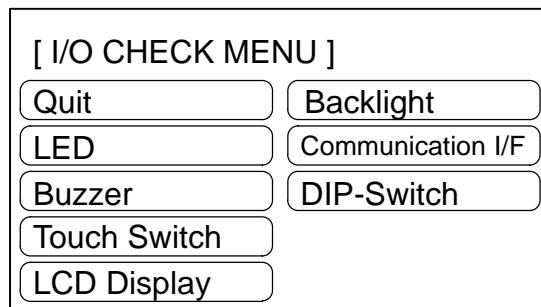 [ I/O CHECK MENU ]
Quit
Backlight
LED
Communication I/F
Buzzer
DIP-Switch
Touch Switch
LCD Display